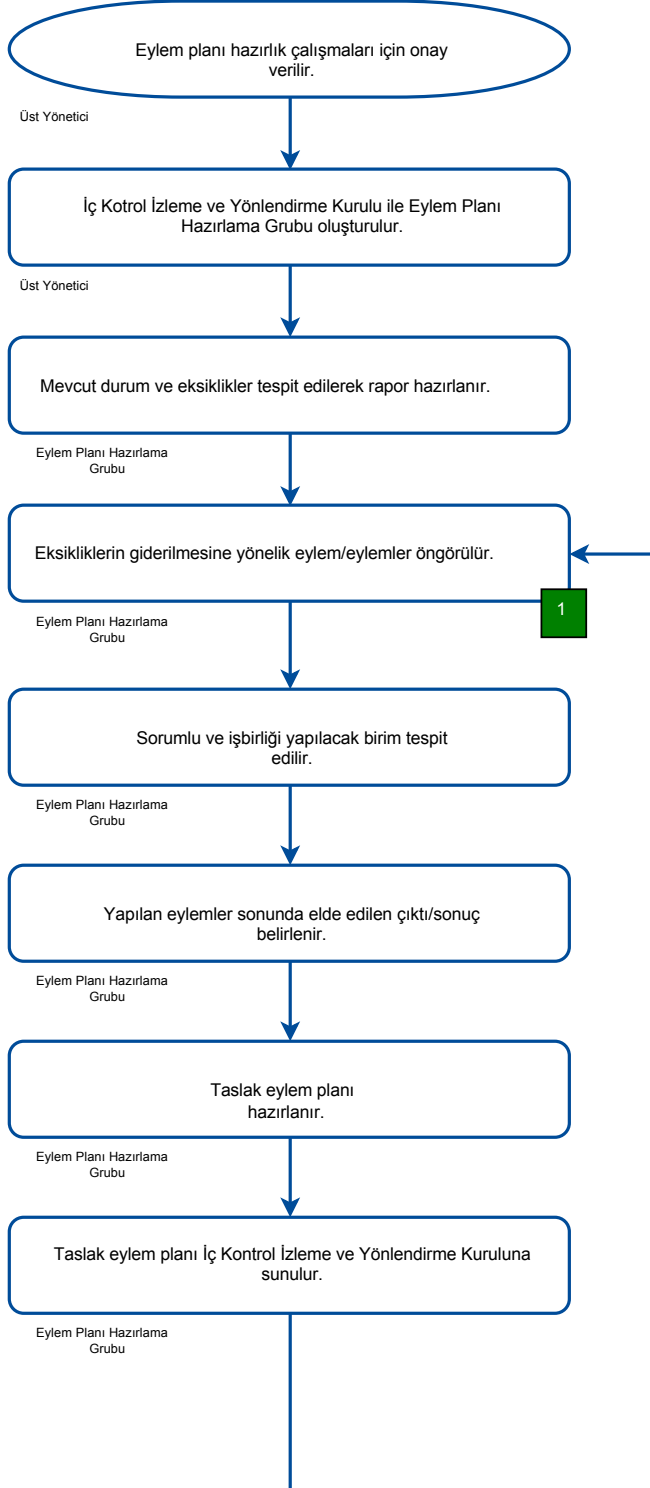 Eylem planı hazırlık çalışmaları için onay
verilir.
Üst Yönetici
İç Kotrol İzleme ve Yönlendirme Kurulu ile Eylem Planı
Hazırlama Grubu oluşturulur.
Üst Yönetici
Mevcut durum ve eksiklikler tespit edilerek rapor hazırlanır.
Eylem Planı Hazırlama
Grubu
Eksikliklerin giderilmesine yönelik eylem/eylemler öngörülür.
1
Eylem Planı Hazırlama
Grubu
Sorumlu ve işbirliği yapılacak birim tespit
edilir.
Eylem Planı Hazırlama
Grubu
Yapılan eylemler sonunda elde edilen çıktı/sonuç
belirlenir.
Eylem Planı Hazırlama
Grubu
Taslak eylem planı
hazırlanır.
Eylem Planı Hazırlama
Grubu
Taslak eylem planı İç Kontrol İzleme ve Yönlendirme Kuruluna
sunulur.
Eylem Planı Hazırlama
Grubu